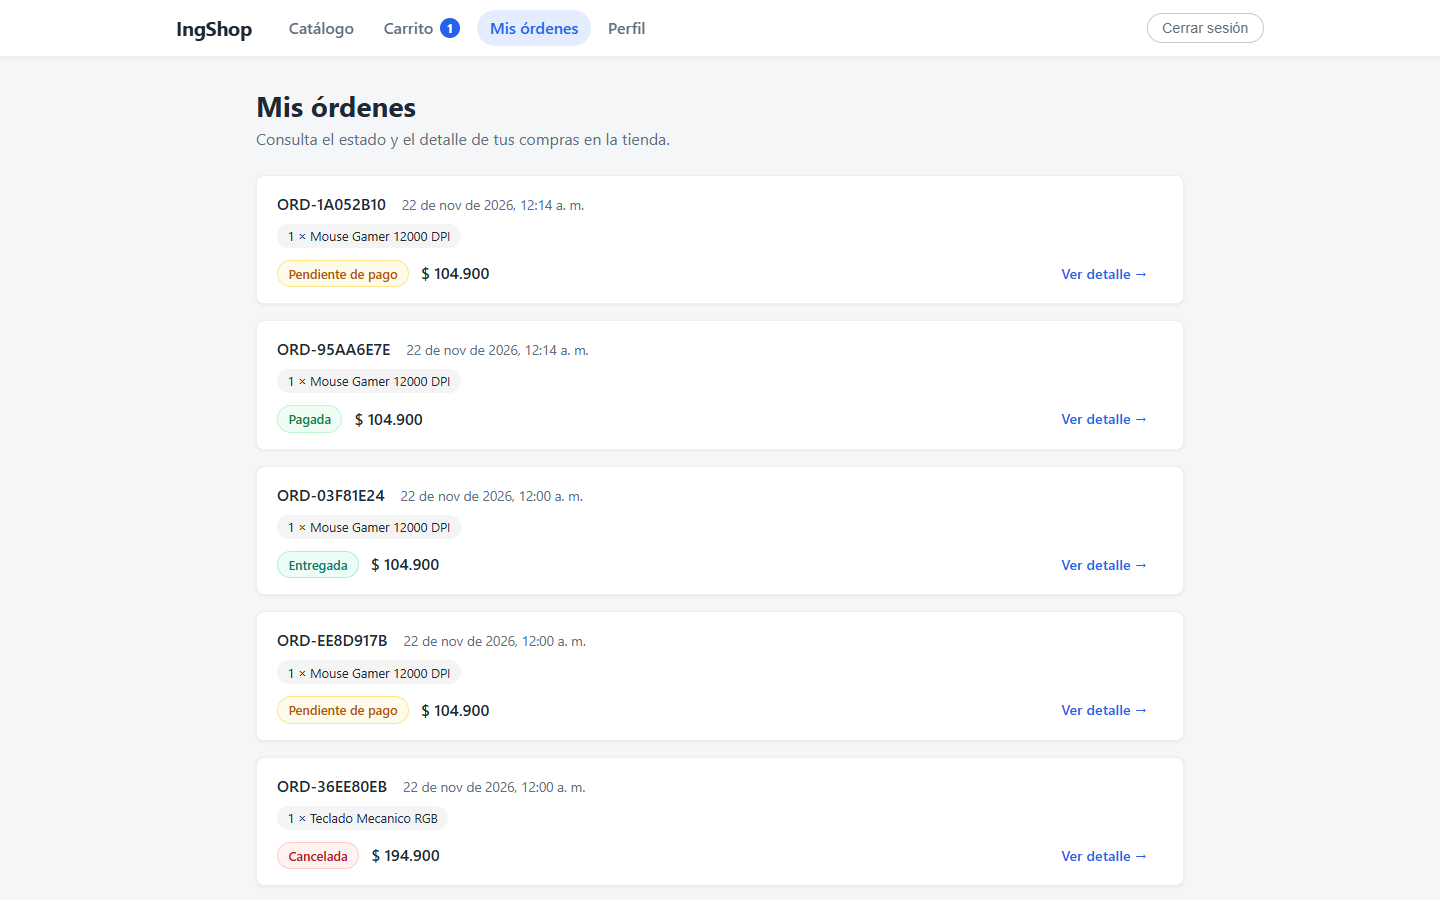 IngShop Catálogo Carrito 1 Mis órdenes Perfil Cerrar sesión
Mis órdenes
Consulta el estado y el detalle de tus compras en la tienda.
ORD-1A052B10 22 de nov de 2026, 12:14 a. m.
1 × Mouse Gamer 12000 DPI
Pendiente de pago $ 104.900 Ver detalle →
ORD-95AA6E7E 22 de nov de 2026, 12:14 a. m.
1 × Mouse Gamer 12000 DPI
Pagada $ 104.900 Ver detalle →
ORD-03F81E24 22 de nov de 2026, 12:00 a. m.
1 × Mouse Gamer 12000 DPI
Entregada $ 104.900 Ver detalle →
ORD-EE8D917B 22 de nov de 2026, 12:00 a. m.
1 × Mouse Gamer 12000 DPI
Pendiente de pago $ 104.900 Ver detalle →
ORD-36EE80EB 22 de nov de 2026, 12:00 a. m.
1 × Teclado Mecanico RGB
Cancelada $ 194.900 Ver detalle →